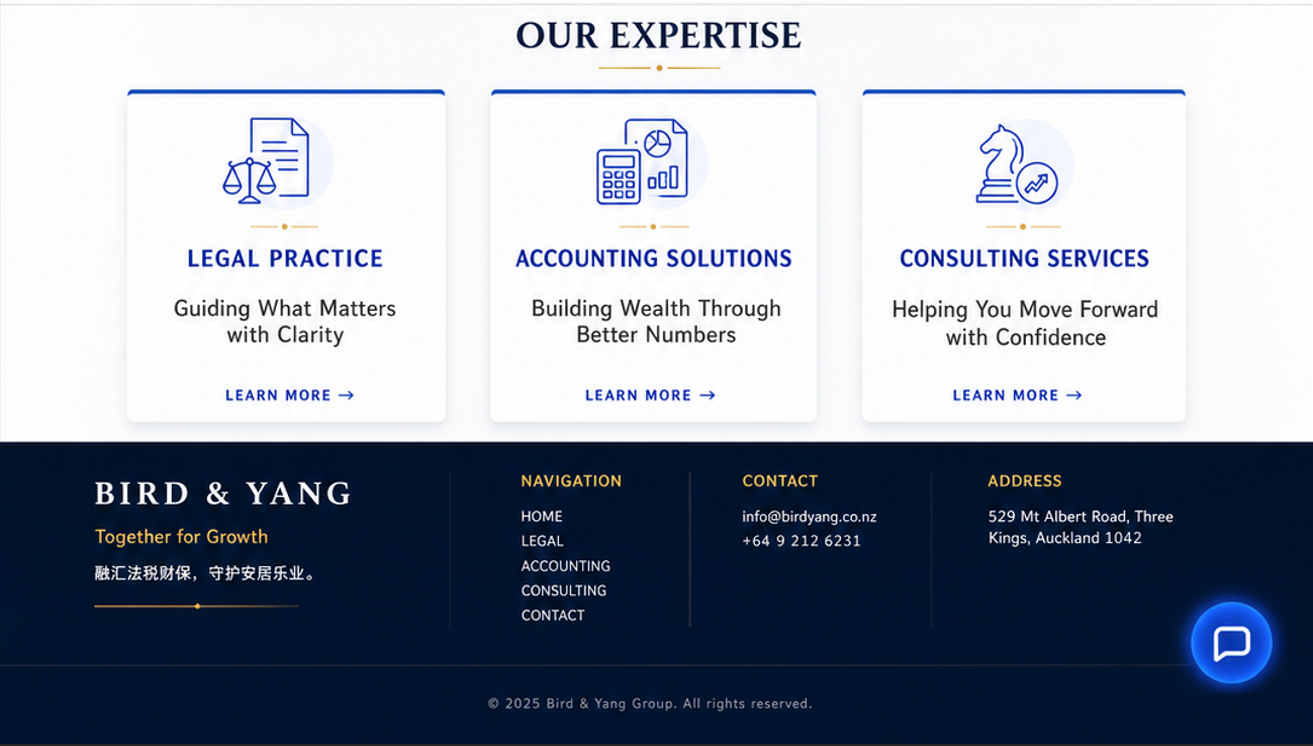 OUR EXPERTISE
LEGAL PRACTICE
Guiding What Matters
with Clarity
LEARN MORE →
ACCOUNTING SOLUTIONS
Building Wealth Through
Better Numbers
LEARN MORE →
CONSULTING SERVICES
Helping You Move Forward
with Confidence
LEARN MORE →
BIRD & YANG
Together for Growth
融汇法税财保，守护安居乐业。
NAVIGATION
HOME
LEGAL
ACCOUNTING
CONSULTING
CONTACT
CONTACT
info@birdyang.co.nz
+64 9 212 6231
ADDRESS
529 Mt Albert Road, Three
Kings, Auckland 1042
© 2025 Bird & Yang Group. All rights reserved.